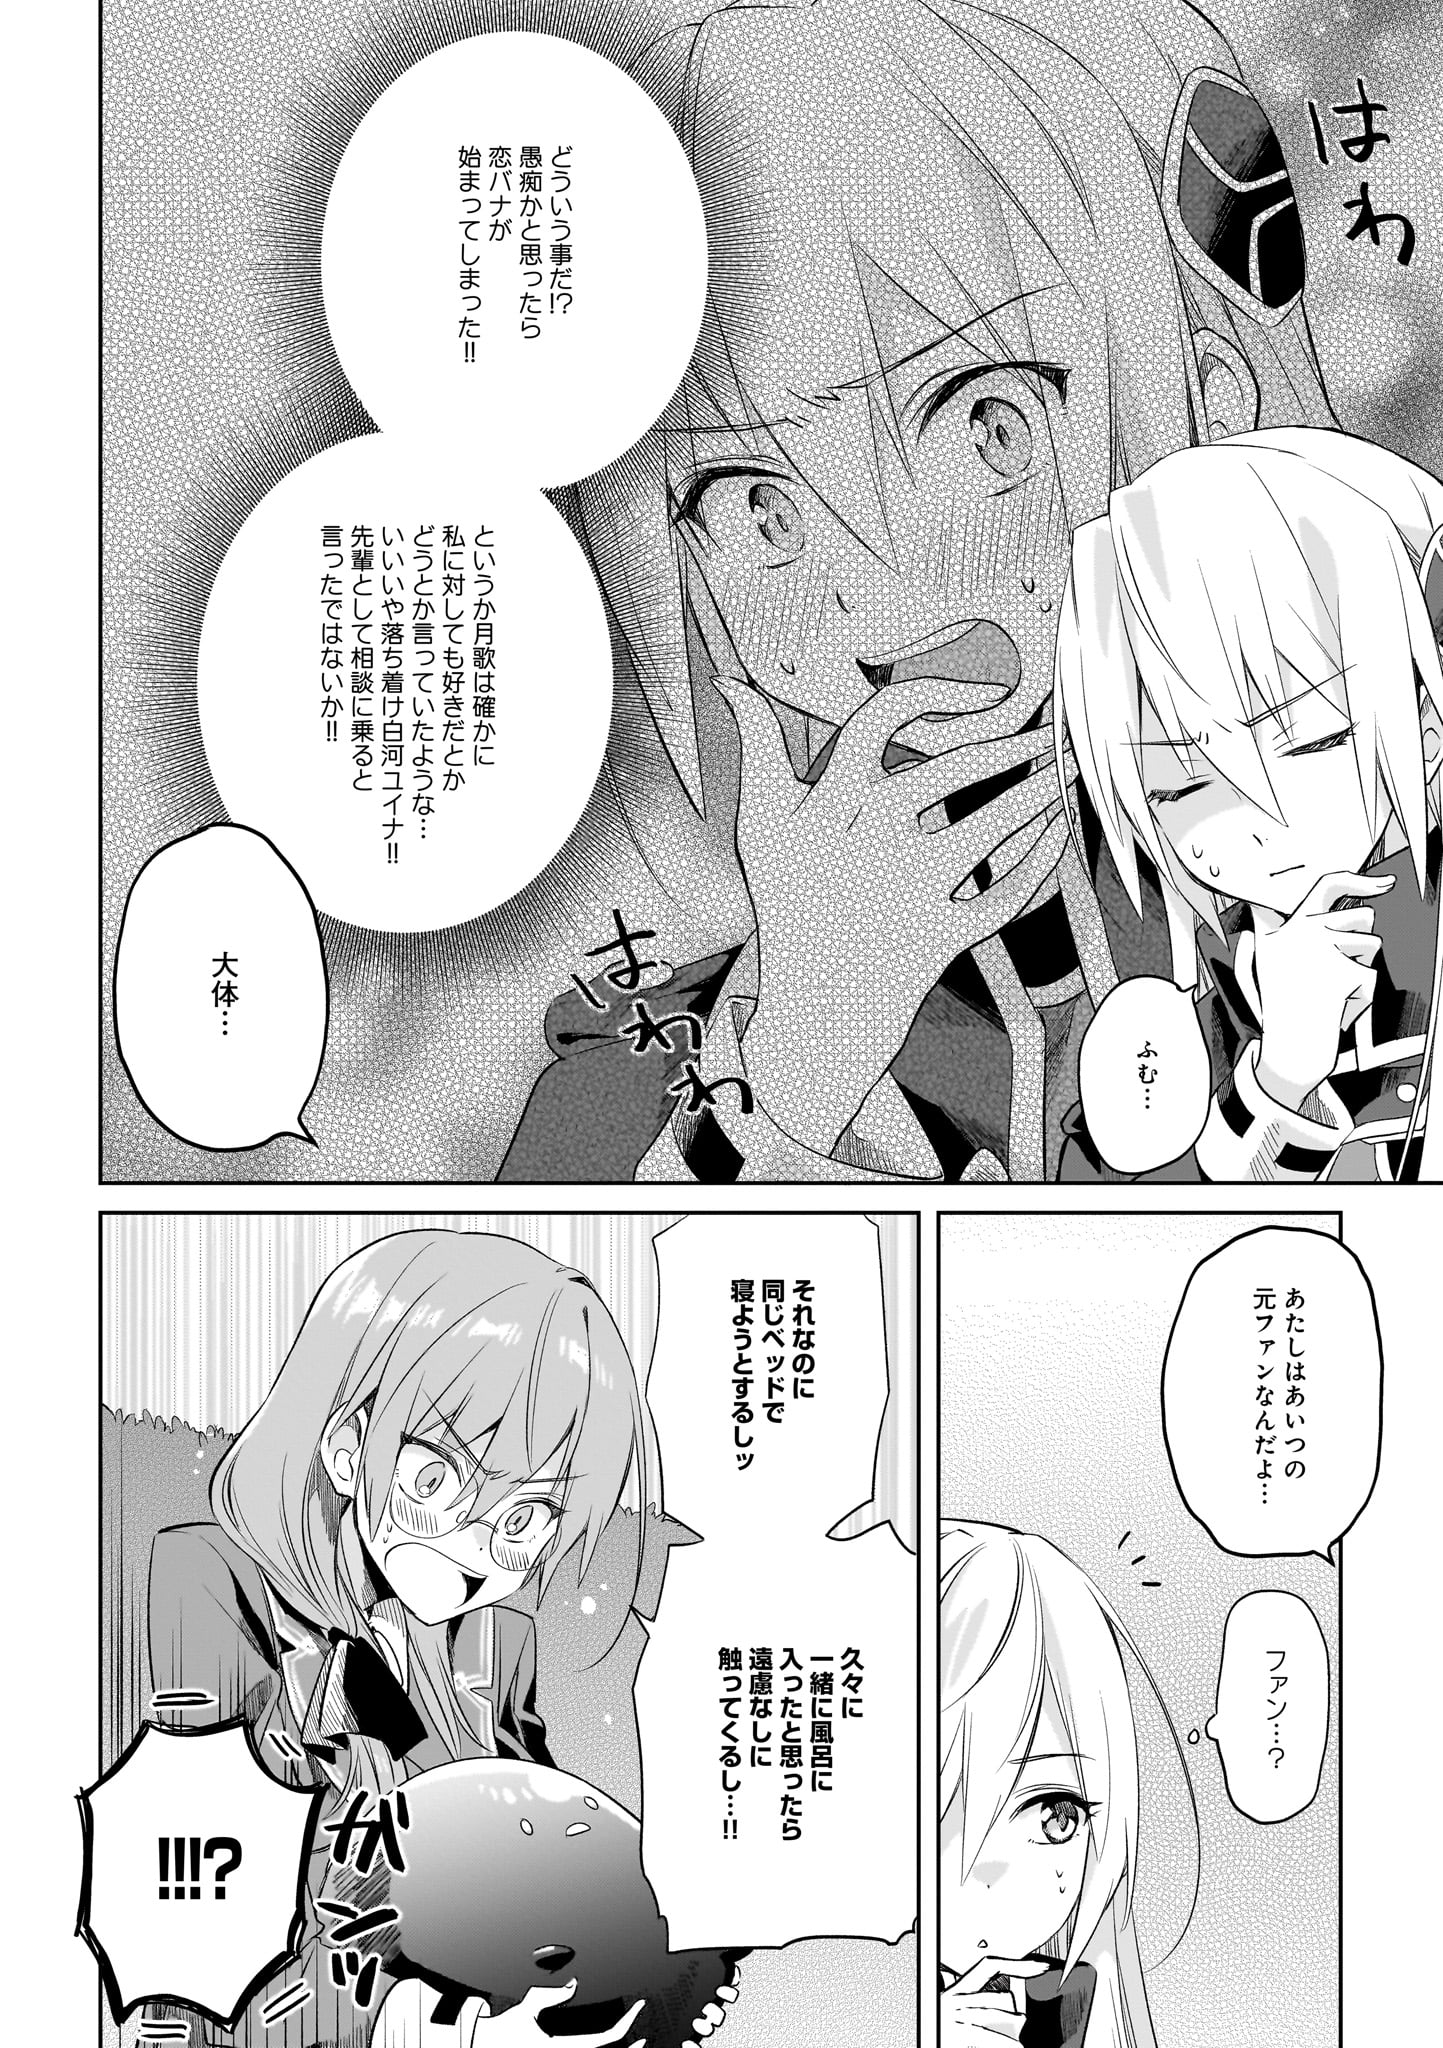 はわ
どういう事だ!?
愚痴かと思ったら
恋バナが
始まってしまった!!
というか月歌は確かに
私に対しても好きだとか
どうとか言っていたような…
いいいや落ち着け白河ユイナ!!
先輩として相談に乗ると
言ったではないか!!
はわわ
ふむ…
大体…
あたしはあいつの
元ファンなんだよ…
ファン…?
それなのに
同じベッドで
寝ようとするしッ
久々に
一緒に風呂に
入ったと思ったら
遠慮なしに
触ってくるし…!!
ガンッ
!!!?